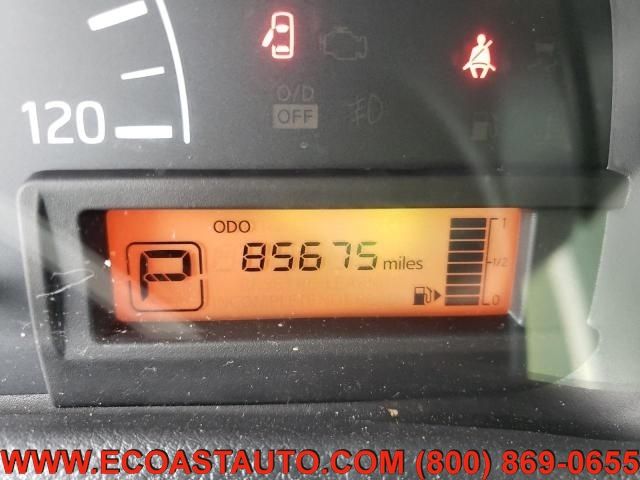 O/D
OFF
120
ODO
P
85675 miles
1
1/2
0
WWW.ECOASTAUTO.COM (800) 869-0655